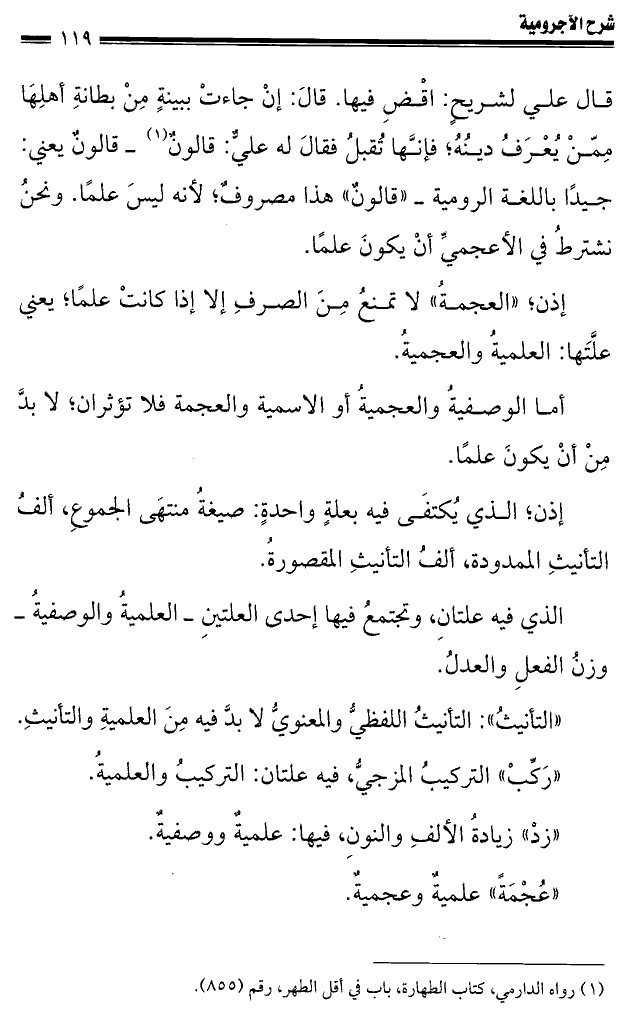 شرح الآجرومية
١١٩
قال علي لشريحٍ: اقْضِ فيها. قالَ: إنْ جاءتْ ببينةٍ مِنْ بطانةِ أهلِهَا
مِمّنْ يُعْرَفُ دينُهُ؛ فإنَّها تُقبلُ فقالَ له عليٌّ: قالونٌ(١) ـ قالونٌ يعني:
جيدًا باللغة الرومية ـ «قالونٌ» هذا مصروفٌ؛ لأنه ليسَ علمًا. ونحنُ
نشترطُ في الأعجميِّ أنْ يكونَ علمًا.
إذن؛ «العجمةُ» لا تمنعُ مِنَ الصرفِ إلا إذا كانتْ علمًا؛ يعني
علَّتَها: العلميةُ والعجميةُ.
أما الوصفيةُ والعجميةُ أو الاسمية والعجمة فلا تؤثران؛ لا بدَّ
مِنْ أنْ يكونَ علمًا.
إذن؛ الذي يُكتفَى فيه بعلةٍ واحدةٍ: صيغةُ منتهَى الجموعِ، ألفُ
التأنيثِ الممدودة، ألفُ التأنيثِ المقصورةُ.
الذي فيه علتانِ، وتجتمعُ فيها إحدى العلتينِ ـ العلميةُ والوصفيةُ ـ
وزنُ الفعلِ والعدلُ.
«التأنيثُ»: التأنيثُ اللفظيُّ والمعنويُّ لا بدَّ فيه مِنَ العلميةِ والتأنيثِ.
«رَكِّبْ» التركيبُ المزجيُّ، فيه علتان: التركيبُ والعلميةُ.
«زدْ» زيادةُ الألفِ والنونِ، فيها: علميةٌ ووصفيةٌ.
«عُجْمَةً» علميةٌ وعجميةٌ.
(١) رواه الدارمي، كتاب الطهارة، باب في أقل الطهر، رقم (٨٥٥).